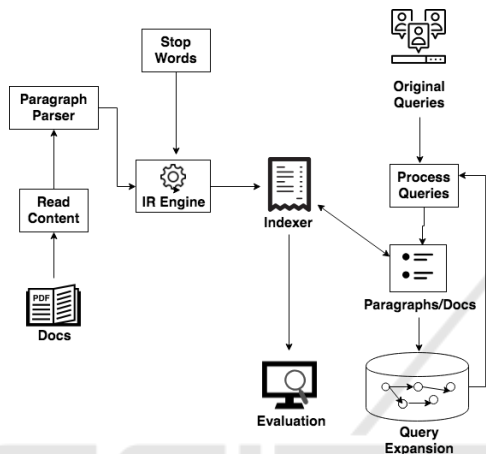 Stop
Words
Original
Queries
Paragraph
Parser
Process
Queries
Read
Content
IR Engine
Indexer
PDF
Docs
Paragraphs/Docs
Evaluation
Query
Expansion